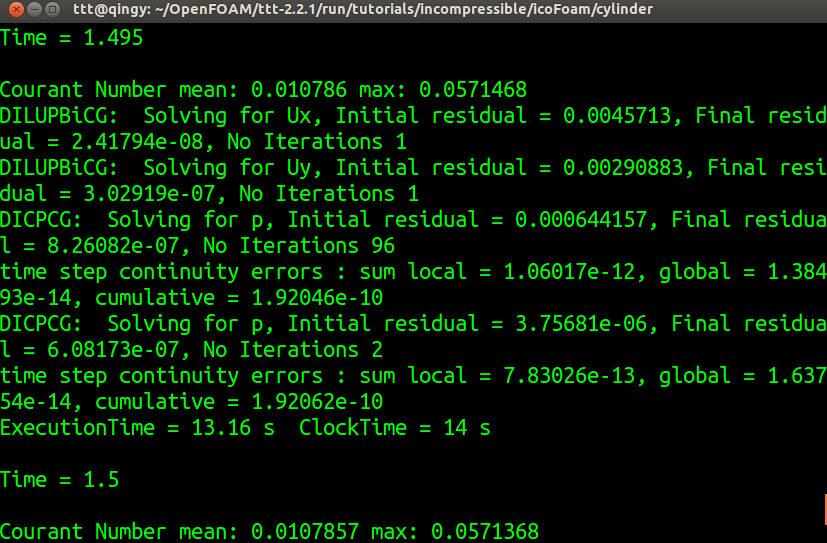 ttt@qingy: ~/OpenFOAM/ttt-2.2.1/run/tutorials/incompressible/icoFoam/cylinder
Time = 1.495
Courant Number mean: 0.010786 max: 0.0571468
DILUPBiCG:  Solving for Ux, Initial residual = 0.0045713, Final resid
ual = 2.41794e-08, No Iterations 1
DILUPBiCG:  Solving for Uy, Initial residual = 0.00290883, Final resi
dual = 3.02919e-07, No Iterations 1
DICPCG:  Solving for p, Initial residual = 0.000644157, Final residua
l = 8.26082e-07, No Iterations 96
time step continuity errors : sum local = 1.06017e-12, global = 1.384
93e-14, cumulative = 1.92046e-10
DICPCG:  Solving for p, Initial residual = 3.75681e-06, Final residua
l = 6.08173e-07, No Iterations 2
time step continuity errors : sum local = 7.83026e-13, global = 1.637
54e-14, cumulative = 1.92062e-10
ExecutionTime = 13.16 s  ClockTime = 14 s
Time = 1.5
Courant Number mean: 0.0107857 max: 0.0571368